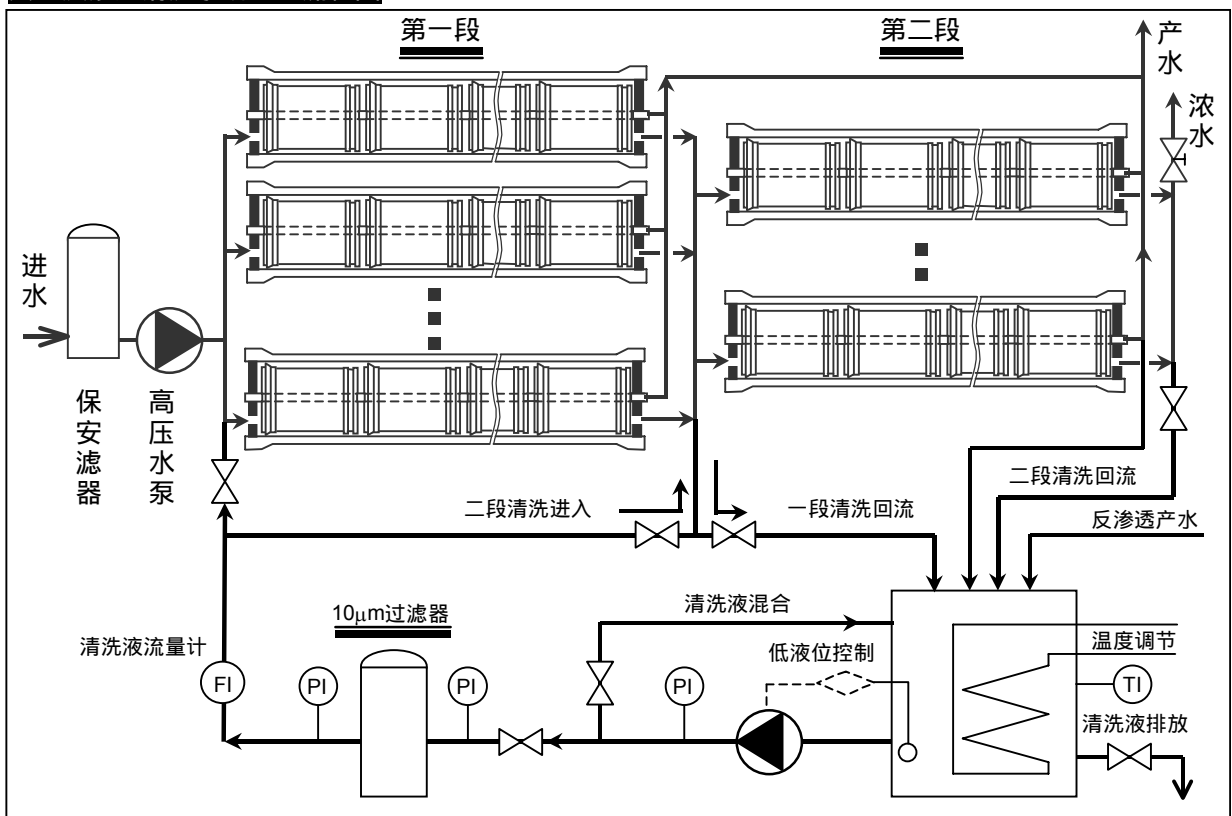 第一段
第二段
产水
浓水
进水
保安滤器
高压水泵
二段清洗进入
一段清洗回流
二段清洗回流
反渗透产水
10μm过滤器
清洗液混合
清洗液流量计
低液位控制
温度调节
FI
PI
PI
PI
TI
清洗液排放